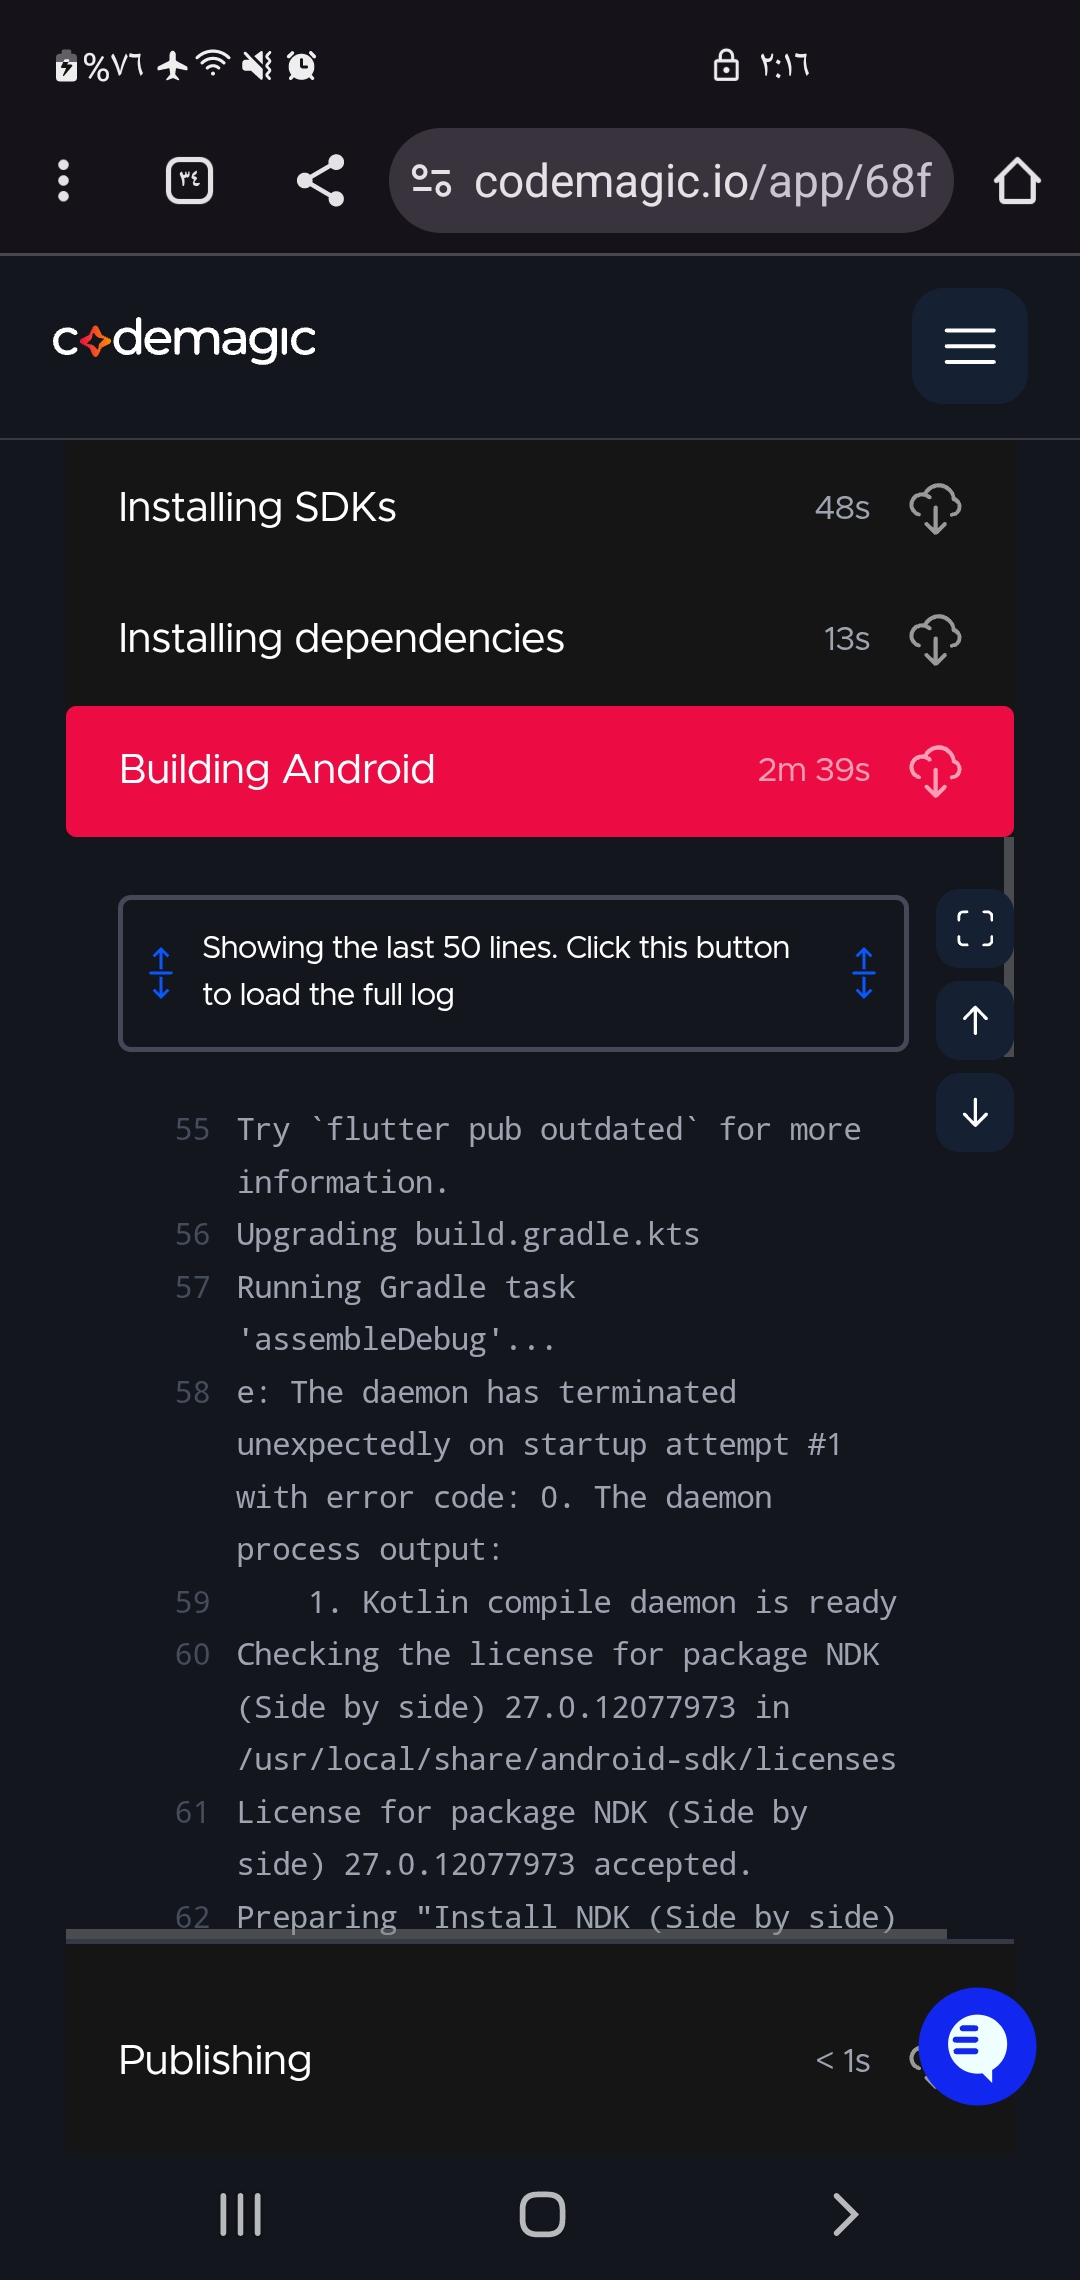 %٧٦
٢:١٦
٣٤
codemagic.io/app/68f
codemagic
Installing SDKs 48s
Installing dependencies 13s
Building Android 2m 39s
Showing the last 50 lines. Click this button
to load the full log
55 Try `flutter pub outdated` for more
information.
56 Upgrading build.gradle.kts
57 Running Gradle task
'assembleDebug'...
58 e: The daemon has terminated
unexpectedly on startup attempt #1
with error code: 0. The daemon
process output:
59 1. Kotlin compile daemon is ready
60 Checking the license for package NDK
(Side by side) 27.0.12077973 in
/usr/local/share/android-sdk/licenses
61 License for package NDK (Side by
side) 27.0.12077973 accepted.
62 Preparing "Install NDK (Side by side)
Publishing < 1s